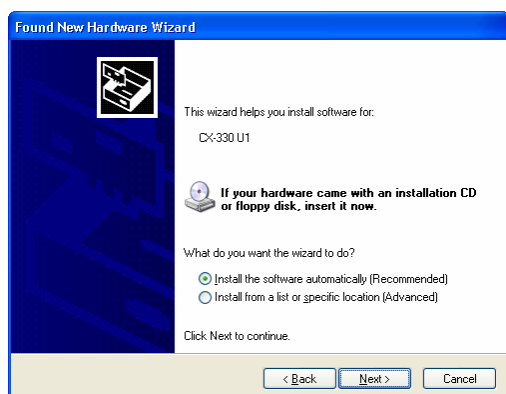 Found New Hardware Wizard
This wizard helps you install software for:
CX-330 U1
If your hardware came with an installation CD
or floppy disk, insert it now.
What do you want the wizard to do?
Install the software automatically (Recommended)
Install from a list or specific location (Advanced)
Click Next to continue.
< Back Next > Cancel